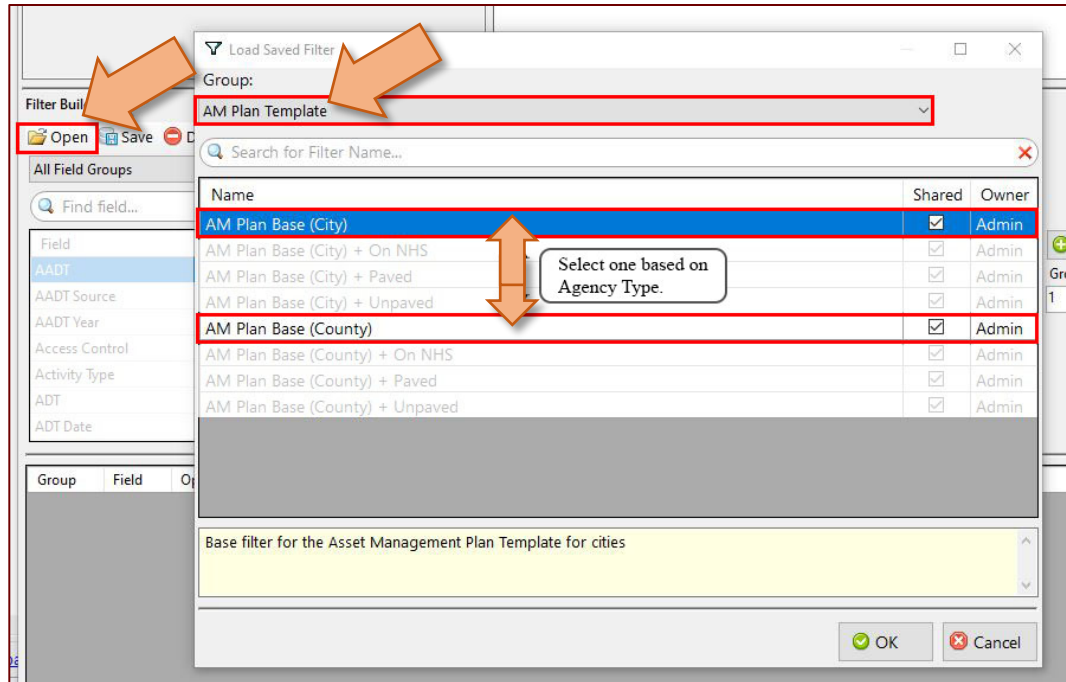 Load Saved Filter
Group:
AM Plan Template
Filter Buil
Open Save D
Search for Filter Name...
All Field Groups
Name Shared Owner
Find field...
AM Plan Base (City) Admin
Field
AM Plan Base (City) + On NHS Admin
AADT
Select one based on
Agency Type.
AM Plan Base (City) + Paved Admin
AADT Source
AM Plan Base (City) + Unpaved Admin
1
AADT Year
AM Plan Base (County) Admin
Access Control
AM Plan Base (County) + On NHS Admin
Activity Type
AM Plan Base (County) + Paved Admin
ADT
AM Plan Base (County) + Unpaved Admin
ADT Date
Group Field
Base filter for the Asset Management Plan Template for cities
OK Cancel